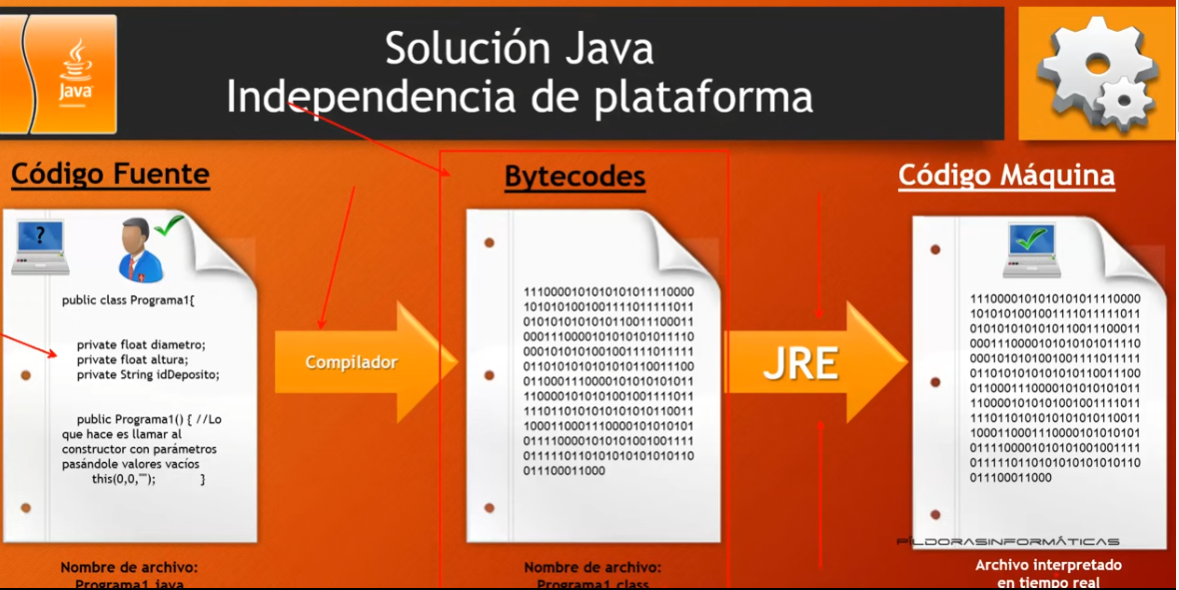 Java
Solución Java
Independencia de plataforma
Código Fuente
?
public class Programa1{
private float diametro;
private float altura;
private String idDeposito;
public Programa1() { //Lo
que hace es llamar al
constructor con parámetros
pasándole valores vacíos
this(0,0,""); }
Nombre de archivo:
Programa1.java
Compilador
Bytecodes
1110000101010101011110000
1010101001001111011111011
0101010101010110011100011
0001110000101010101011110
0001010101001001111011111
0110101010101010110011100
0110001110000101010101011
1100001010101001001111011
1110110101010101010110011
1000110001110000101010101
0111100001010101001001111
0111110110101010101010110
011100011000
Nombre de archivo:
Programa1.class
JRE
Código Máquina
1110000101010101011110000
1010101001001111011111011
0101010101010110011100011
0001110000101010101011110
0001010101001001111011111
0110101010101010110011100
0110001110000101010101011
1100001010101001001111011
1110110101010101010110011
1000110001110000101010101
0111100001010101001001111
0111110110101010101010110
011100011000
PÍLDORASINFORMÁTICAS
Archivo interpretado
en tiempo real